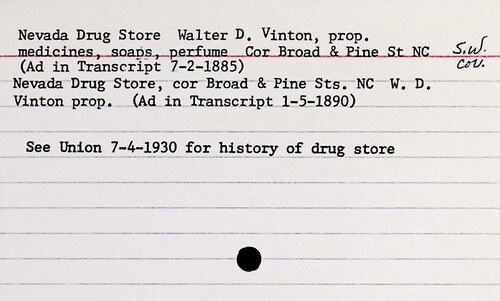 Nevada Drug Store  Walter D. Vinton, prop.
medicines, soaps, perfume  Cor Broad & Pine St NC
S.W.
Cor.
(Ad in Transcript 7-2-1885)
Nevada Drug Store, cor Broad & Pine Sts. NC  W. D.
Vinton prop.  (Ad in Transcript 1-5-1890)
See Union 7-4-1930 for history of drug store